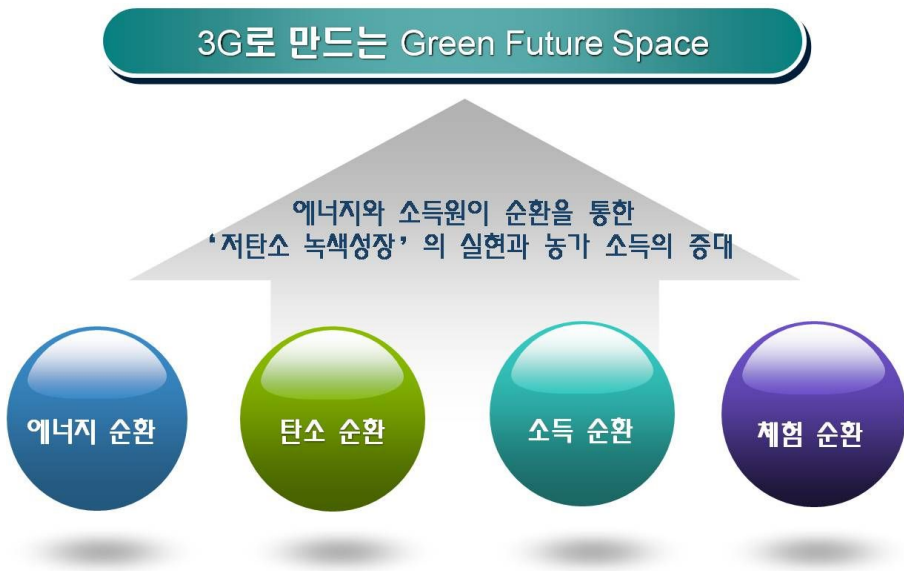 3G로 만드는 Green Future Space
에너지와 소득원이 순환을 통한
‘저탄소 녹색성장’ 의 실현과 농가 소득의 증대
에너지 순환
탄소 순환
소득 순환
체험 순환